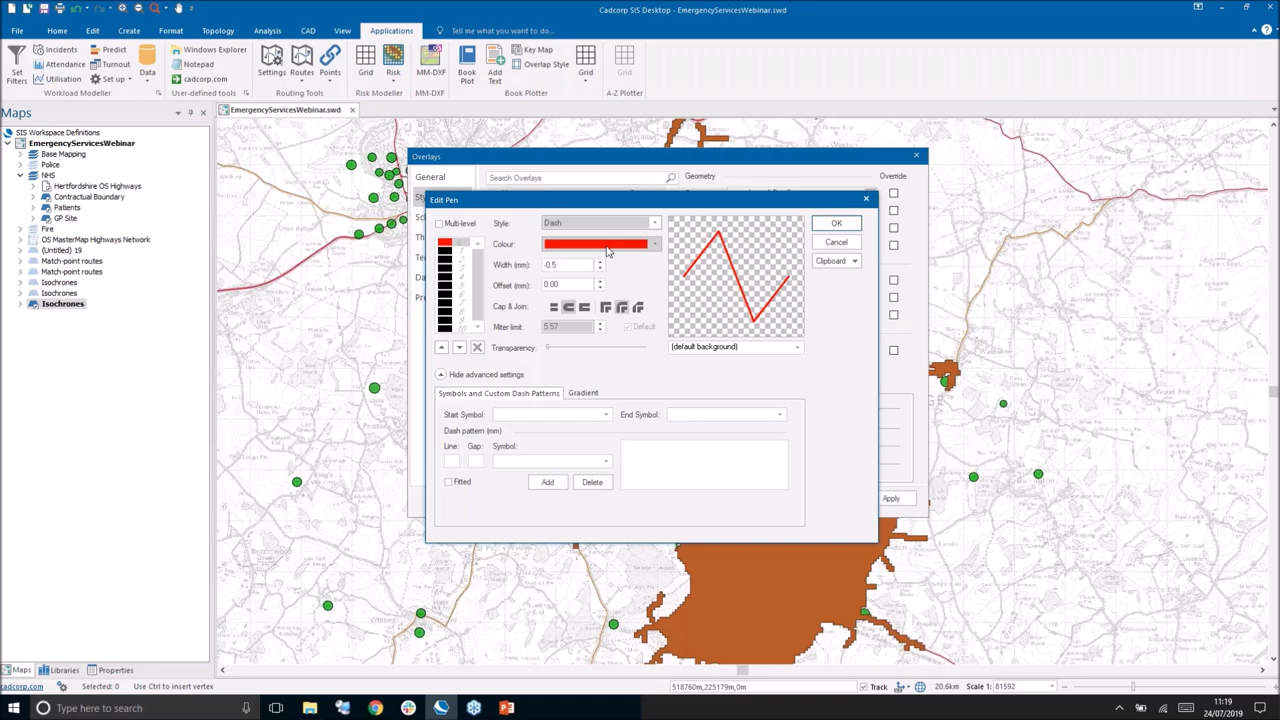 Cadcorp SIS Desktop - EmergencyServicesWebinar.swd
File Home Edit Create Format Topology Analysis CAD View Applications Tell me what you want to do...
Set Filters
Incidents
Attendance
Utilisation
Predict
Turnout
Set up
Data
Windows Explorer
Notepad
cadcorp.com
Settings
Routes
Points
Grid
Risk
MM-DXF
Book Plot
Add Text
Key Map
Overlay Style
Grid
Grid
Workload Modeller
User-defined tools
Routing Tools
Risk Modeller
MM-DXF
Book Plotter
A-Z Plotter
Maps
EmergencyServicesWebinar.swd
SIS Workspace Definitions
EmergencyServicesWebinar
Base Mapping
Police
NHS
Hertfordshire OS Highways
Contractual Boundary
Patients
GP Site
Fire
OS MasterMap Highways Network
(Untitled) 19
Match-point routes
Match-point routes
Isochrones
Isochrones
Isochrones
Overlays
General
Search Overlays
Geometry
Override
Edit Pen
Multi-level
Style: Dash
Colour:
Width (mm): -0.5
Offset (mm): 0.00
Cap & Join:
Miter limit: 5.57
Default
Transparency:
OK
Cancel
Clipboard
(default background)
Hide advanced settings
Symbols and Custom Dash Patterns
Gradient
Start Symbol:
End Symbol:
Dash pattern (mm)
Line: Gap: Symbol:
Fitted
Add
Delete
Apply
Maps Libraries Properties
cadcorp.com
Selected: 0
Use Ctrl to insert vertex
518760m,225179m,0m
Track
20.6km
Scale 1: 81592
Type here to search
11:19
24/07/2019